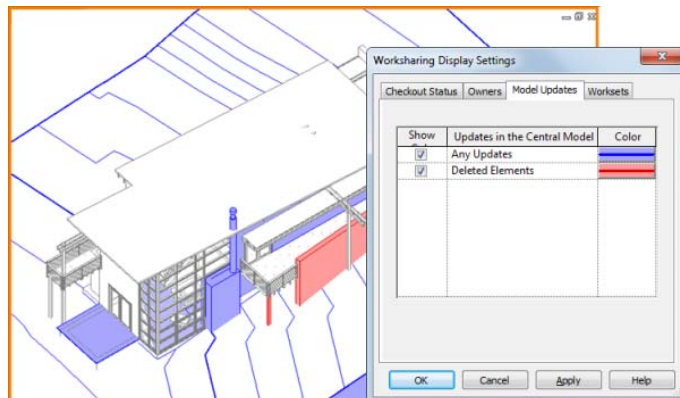 Worksharing Display Settings
Checkout Status Owners Model Updates Worksets
Show Updates in the Central Model Color
Any Updates
Deleted Elements
OK Cancel Apply Help